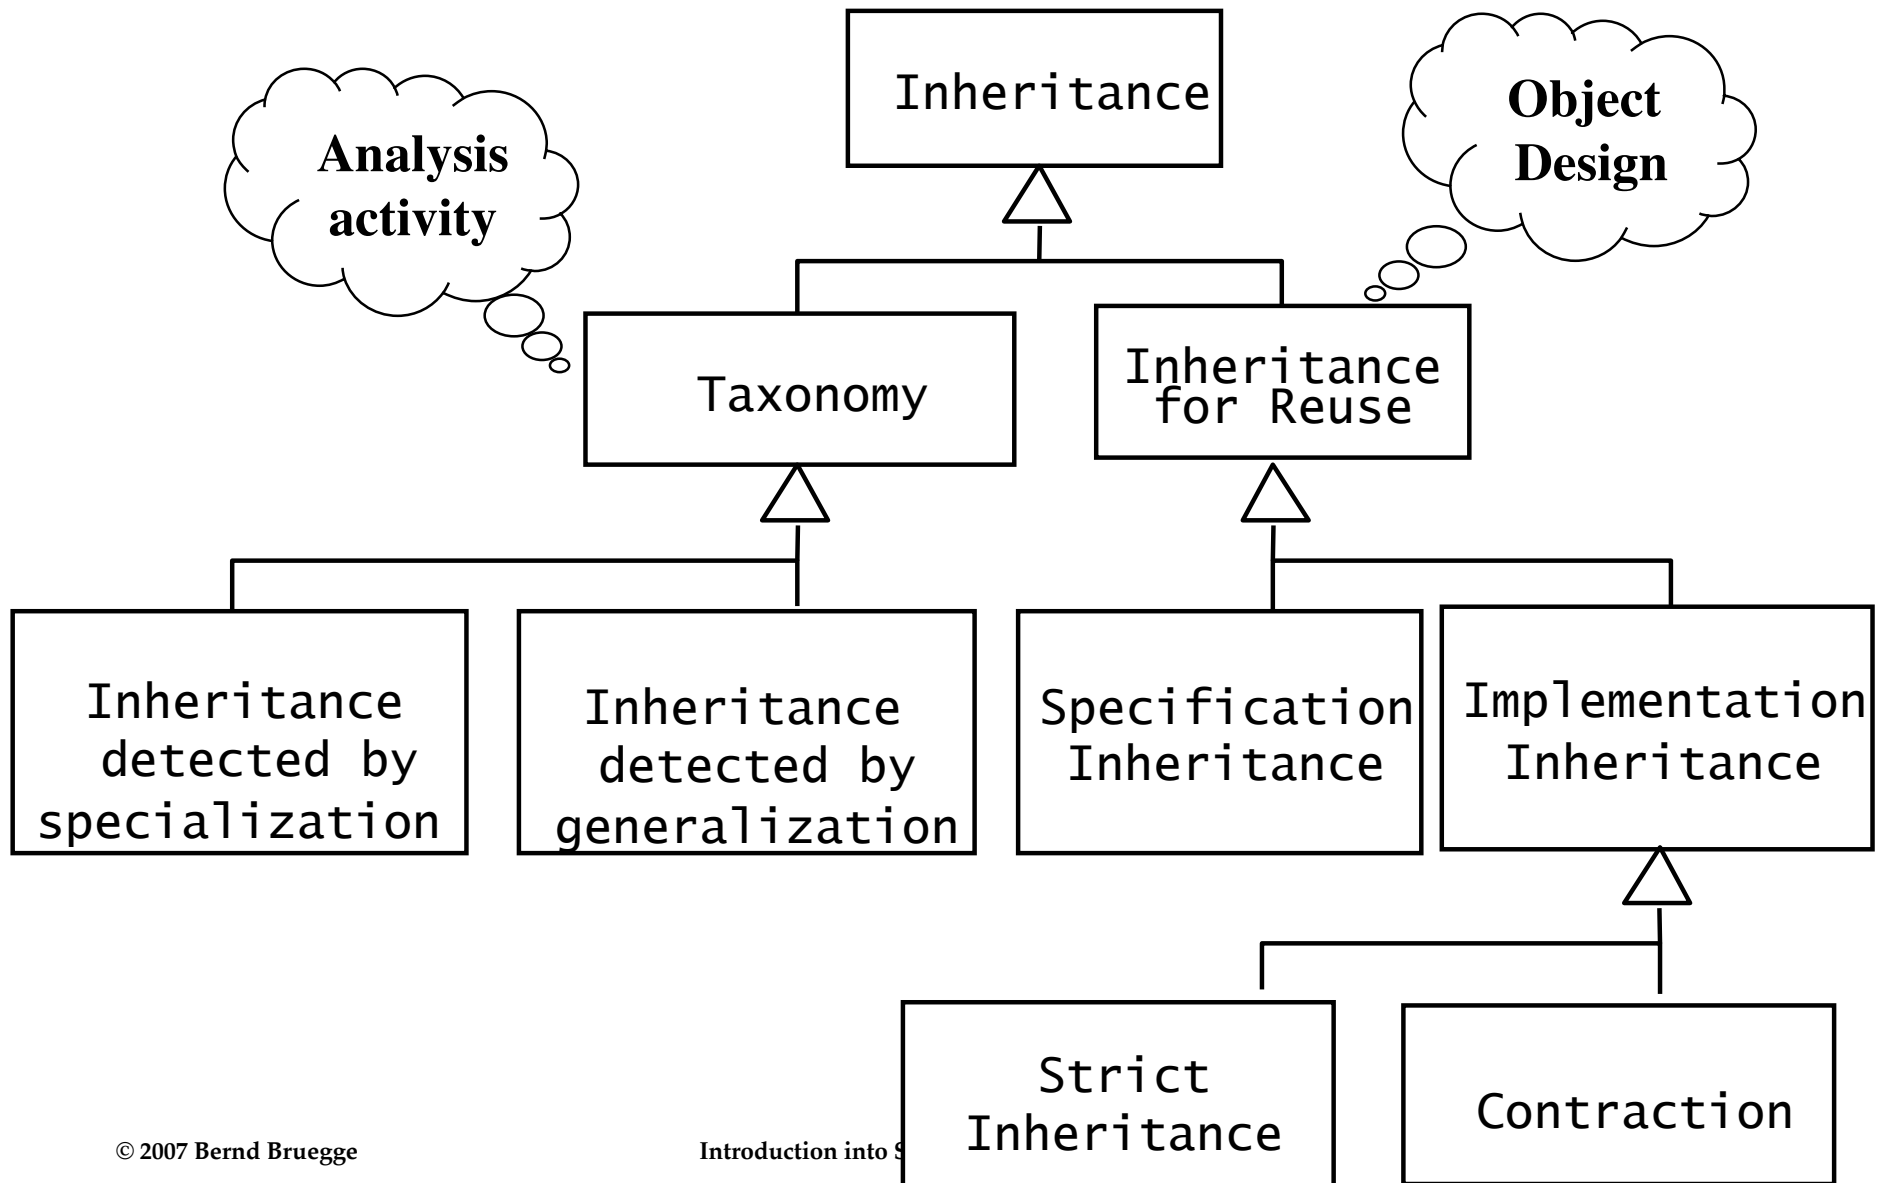 Inheritance
Object
Design
Analysis
activity
Taxonomy
Inheritance
for Reuse
Inheritance
detected by
specialization
Inheritance
detected by
generalization
Specification
Inheritance
Implementation
Inheritance
Strict
Inheritance
Contraction
© 2007 Bernd Bruegge
Introduction into